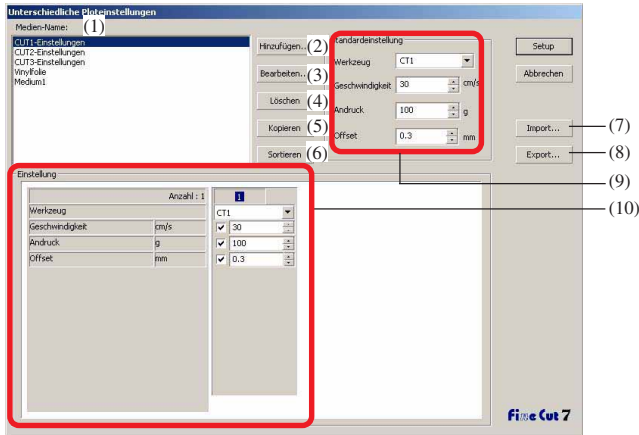 Unterschiedliche Ploteinstellungen
Medien-Name: (1)
CUT1-Einstellungen
CUT2-Einstellungen
CUT3-Einstellungen
Vinylfolie
Medium1
Hinzufügen... (2)
Bearbeiten... (3)
Löschen (4)
Kopieren (5)
Sortieren (6)
Standardeinstellung
Werkzeug CT1
Geschwindigkeit 30 cm/s
Andruck 100 g
Offset 0.3 mm
Setup
Abbrechen
Import... (7)
Export... (8)
(9)
(10)
Einstellung
Anzahl : 1 1
Werkzeug CT1
Geschwindigkeit cm/s 30
Andruck g 100
Offset mm 0.3
Fine Cut 7